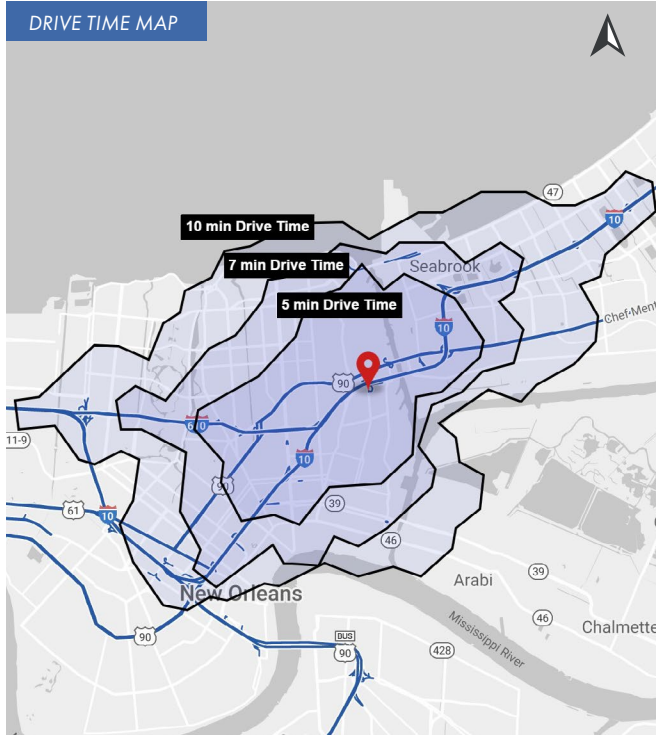 DRIVE TIME MAP
47
10 min Drive Time
10
7 min Drive Time
Seabrook
5 min Drive Time
10
Chef Ment
90
11-9
10
90
39
61
10
46
39
Arabi
New Orleans
46
Chalmette
Mississippi River
90
BUS
90
428